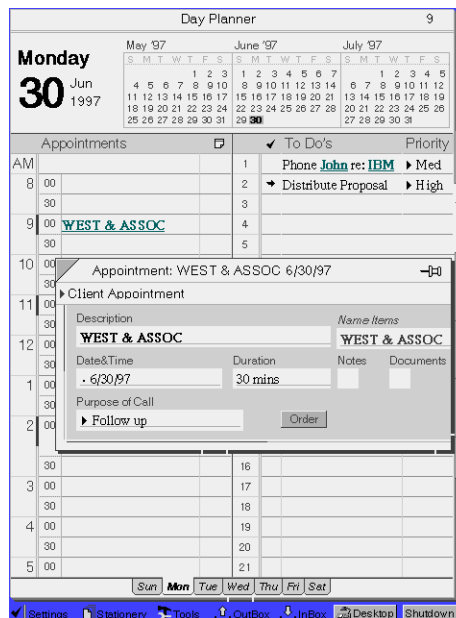 Day Planner 9
Monday
30 Jun 1997
May '97 June '97 July '97
S M T W T F S S M T W T F S S M T W T F S
1 2 3 1 2 3 4 5 6 7 1 2 3 4 5
4 5 6 7 8 9 10 8 9 10 11 12 13 14 6 7 8 9 10 11 12
11 12 13 14 15 16 17 15 16 17 18 19 20 21 13 14 15 16 17 18 19
18 19 20 21 22 23 24 22 23 24 25 26 27 28 20 21 22 23 24 25 26
25 26 27 28 29 30 31 29 30 27 28 29 30 31
Appointments To Do's Priority
AM 1 Phone John re: IBM Med
8 00 2 Distribute Proposal High
30 3
9 00 WEST & ASSOC 4
30 5
10 00 Appointment: WEST & ASSOC 6/30/97
30
Client Appointment
11 00
30 Description Name Items
12 00 WEST & ASSOC WEST & ASSOC
30 Date&Time Duration Notes Documents
1 00 . 6/30/97 30 mins
30 Purpose of Call
2 00 Follow up Order
30 16
3 00 17
30 18
4 00 19
30 20
5 00 21
Sun Mon Tue Wed Thu Fri Sat
Settings Stationery Tools OutBox InBox Desktop Shutdown